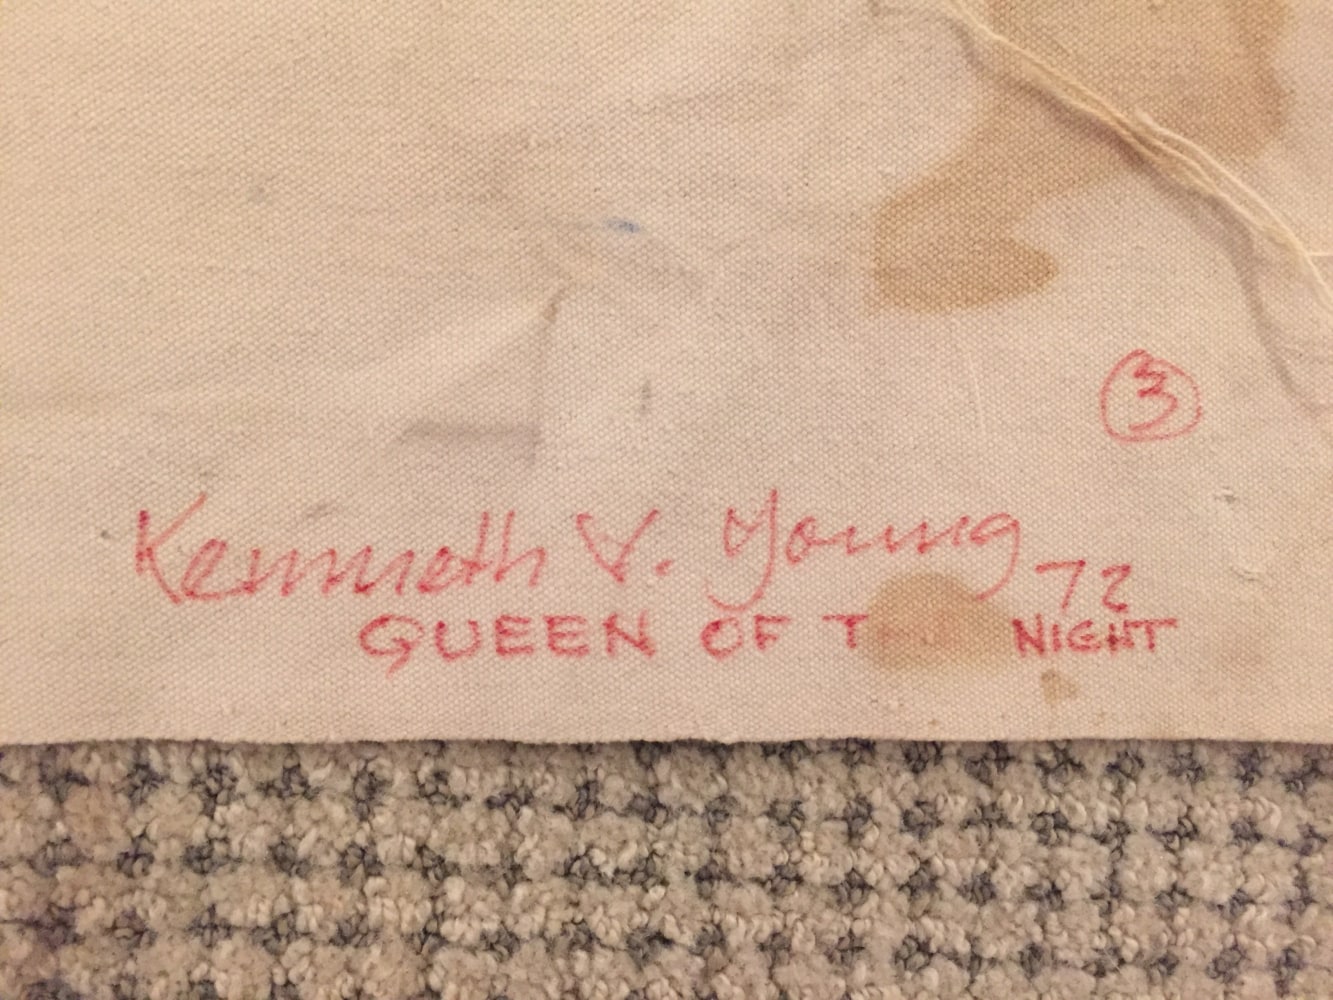 ③
Kenneth V. Young 72
QUEEN OF T NIGHT